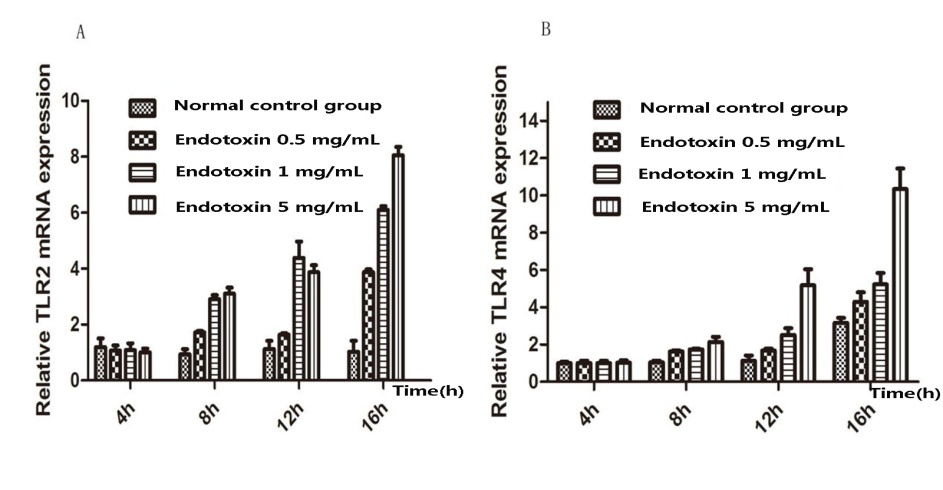 A
Relative TLR2 mRNA expression
10
8
6
4
2
0
Normal control group
Endotoxin 0.5 mg/mL
Endotoxin 1 mg/mL
Endotoxin 5 mg/mL
4h
8h
12h
16h
Time(h)
B
Relative TLR4 mRNA expression
14
12
10
8
6
4
2
0
Normal control group
Endotoxin 0.5 mg/mL
Endotoxin 1 mg/mL
Endotoxin 5 mg/mL
4h
8h
12h
16h
Time(h)